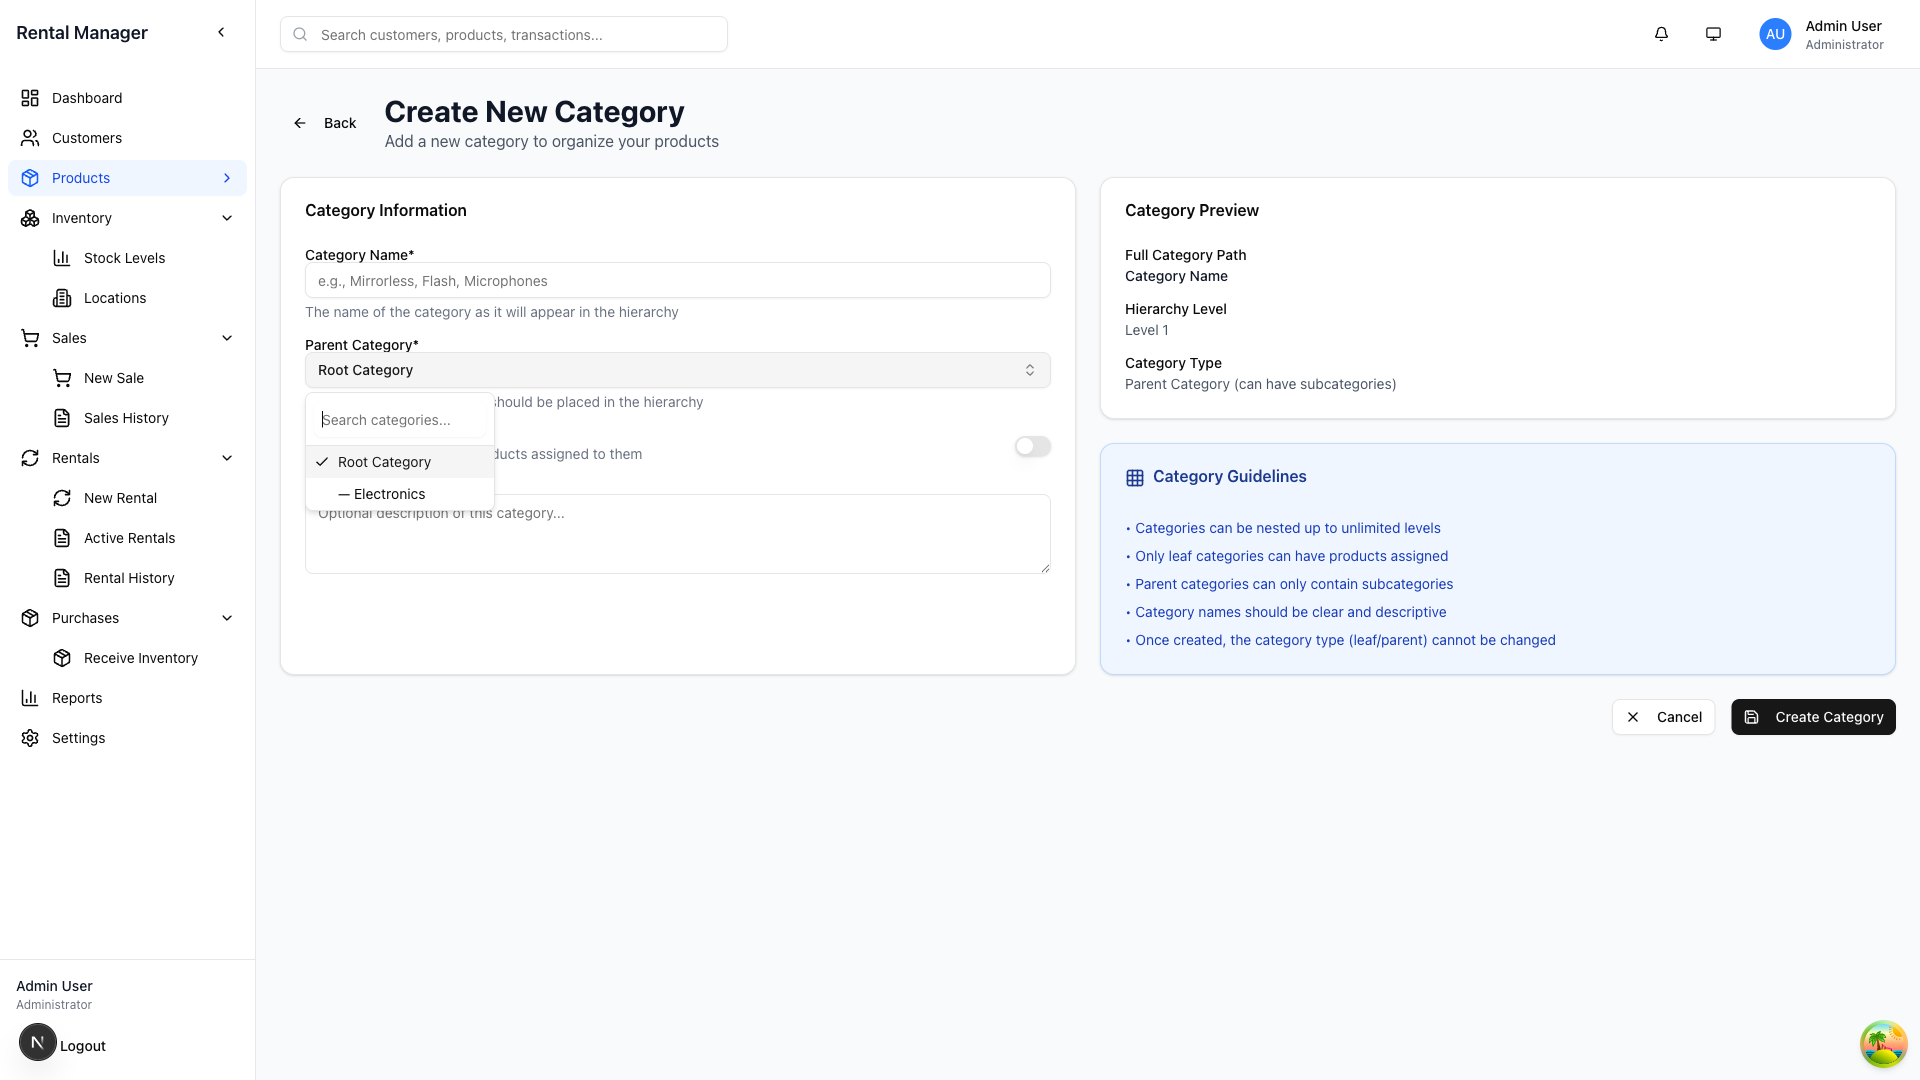 Rental Manager
Search customers, products, transactions...
AU
Admin User
Administrator
Dashboard
Customers
Products
Inventory
Stock Levels
Locations
Sales
New Sale
Sales History
Rentals
New Rental
Active Rentals
Rental History
Purchases
Receive Inventory
Reports
Settings
Admin User
Administrator
N
Logout
Back
Create New Category
Add a new category to organize your products
Category Information
Category Name*
e.g., Mirrorless, Flash, Microphones
The name of the category as it will appear in the hierarchy
Parent Category*
Root Category
should be placed in the hierarchy
Search categories...
assigned to them
Root Category
— Electronics
Optional description of this category...
Category Preview
Full Category Path
Category Name
Hierarchy Level
Level 1
Category Type
Parent Category (can have subcategories)
Category Guidelines
• Categories can be nested up to unlimited levels
• Only leaf categories can have products assigned
• Parent categories can only contain subcategories
• Category names should be clear and descriptive
• Once created, the category type (leaf/parent) cannot be changed
Cancel
Create Category